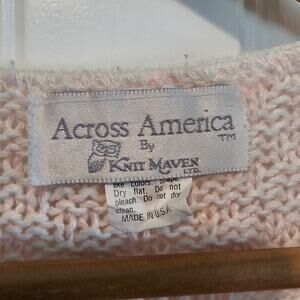 Across America
TM
By
KNIT MAVEN
LTD.
like colors. Shape.
Dry flat. Do not
bleach. Do not dry
clean.
MADE IN U.S.A.